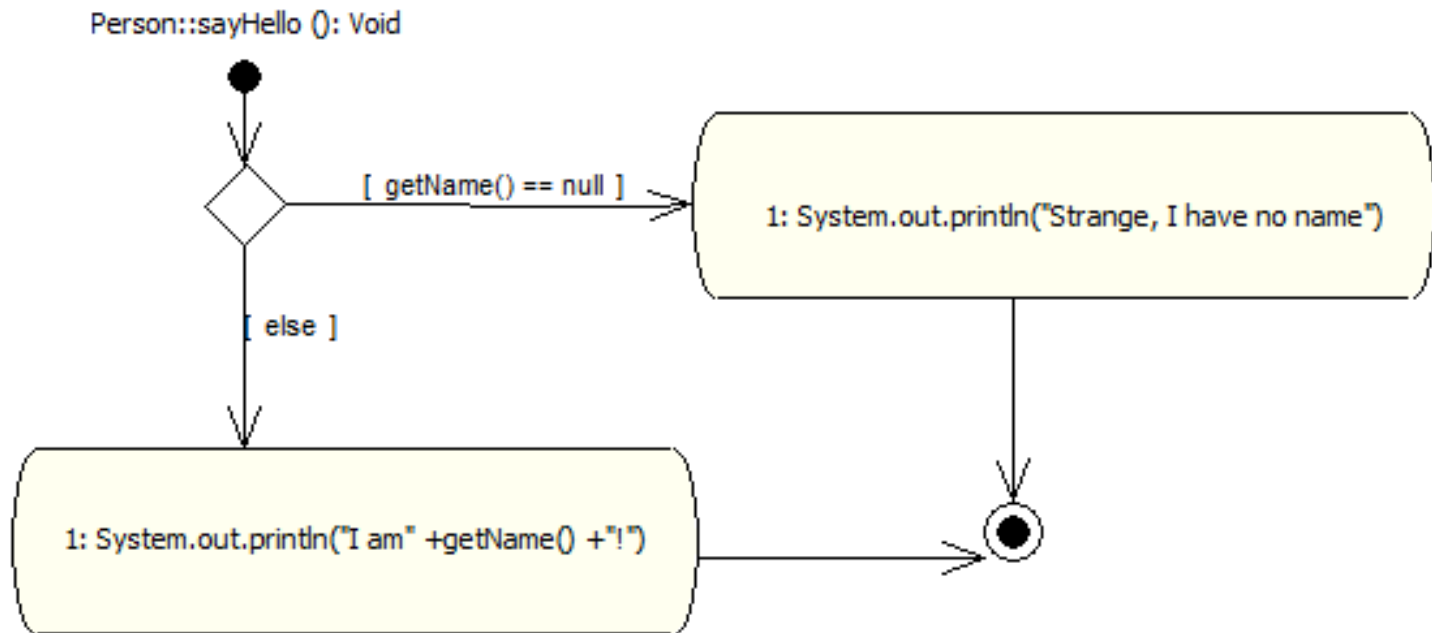 Person::sayHello (): Void
[ getName() == null ]
1: System.out.println("Strange, I have no name")
[ else ]
1: System.out.println("I am" +getName() +"!")